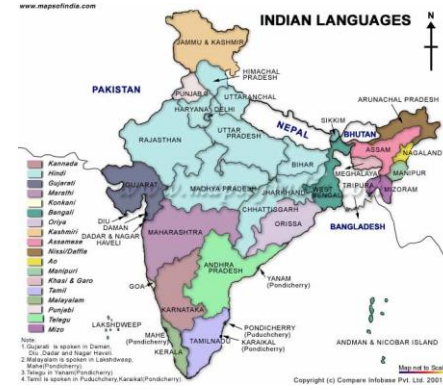 www.mapsofindia.com
INDIAN LANGUAGES
N
JAMMU & KASHMIR
HIMACHAL
PRADESH
PAKISTAN
PUNJAB
UTTARANCHAL
HARYANA
DELHI
ARUNACHAL PRADESH
SIKKIM
RAJASTHAN
UTTAR
PRADESH
NEPAL
BHUTAN
ASSAM
NAGALAND
BIHAR
MEGHALAYA
MANIPUR
TRIPURA
MIZORAM
GUJARAT
MADHYA PRADESH
JHARKHAND
WEST
BENGAL
CHHATTISGARH
BANGLADESH
DIU
DAMAN
DADAR & NAGAR
HAVELI
MAHARASHTRA
ORISSA
ANDHRA
PRADESH
YANAM
(Pondicherry)
GOA
KARNATAKA
LAKSHDWEEP
MAHE
(Pondicherry)
KERALA
TAMILNADU
PONDICHERRY
(Puduchcherry)
KARAIKAL
(Pondicherry)
ANDMAN & NICOBAR ISLAND
Kannada
Hindi
Gujarati
Marathi
Konkani
Bangali
Oriya
Kashmiri
Assamese
Nissi/Daffla
Ao
Manipuri
Khasi & Garo
Tamil
Malayalam
Punjabi
Telegu
Mizo
Note:
1.Gujarati is spoken in Daman,
Diu ,Dadar and Nagar Haveli.
2.Malayalam is spoken in Lakshdweep,
Mahe(Pondicherry).
3.Telegu in Yanam(Pondicherry)
4.Tamil is spoken in Puduchcery,Karaikal(Pondicherry).
Map not to Scale
Copyright (c) Compare Infobase Pvt. Ltd.